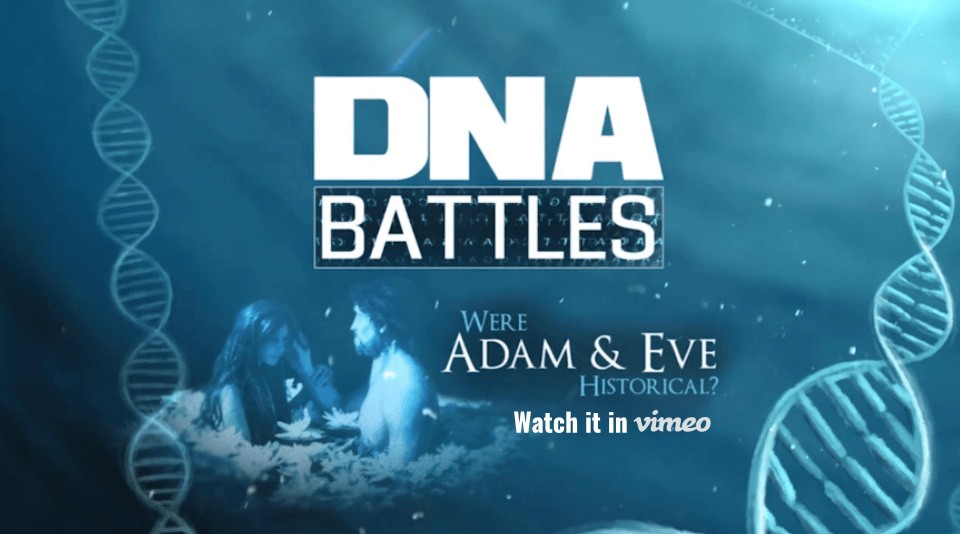 DNA
BATTLES
WERE
ADAM & EVE
HISTORICAL?
Watch it in vimeo